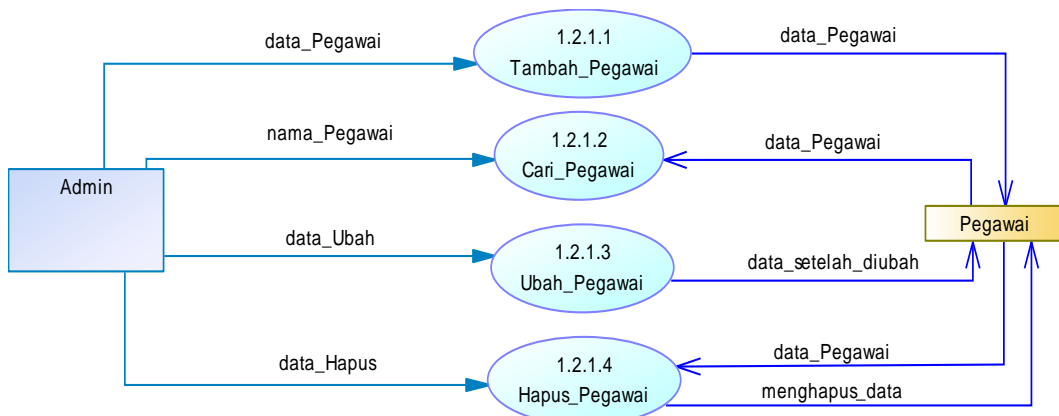 data_Pegawai
1.2.1.1
Tambah_Pegawai
data_Pegawai
nama_Pegawai
1.2.1.2
Cari_Pegawai
data_Pegawai
Admin
Pegawai
data_Ubah
1.2.1.3
Ubah_Pegawai
data_setelah_diubah
data_Hapus
1.2.1.4
Hapus_Pegawai
data_Pegawai
menghapus_data